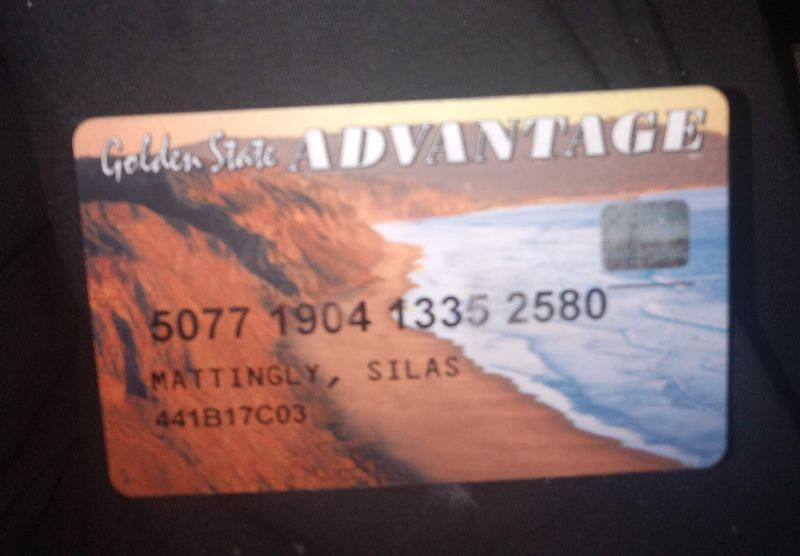 Golden State ADVANTAGE
5077 1904 1335 2580
MATTINGLY, SILAS
441B17C03